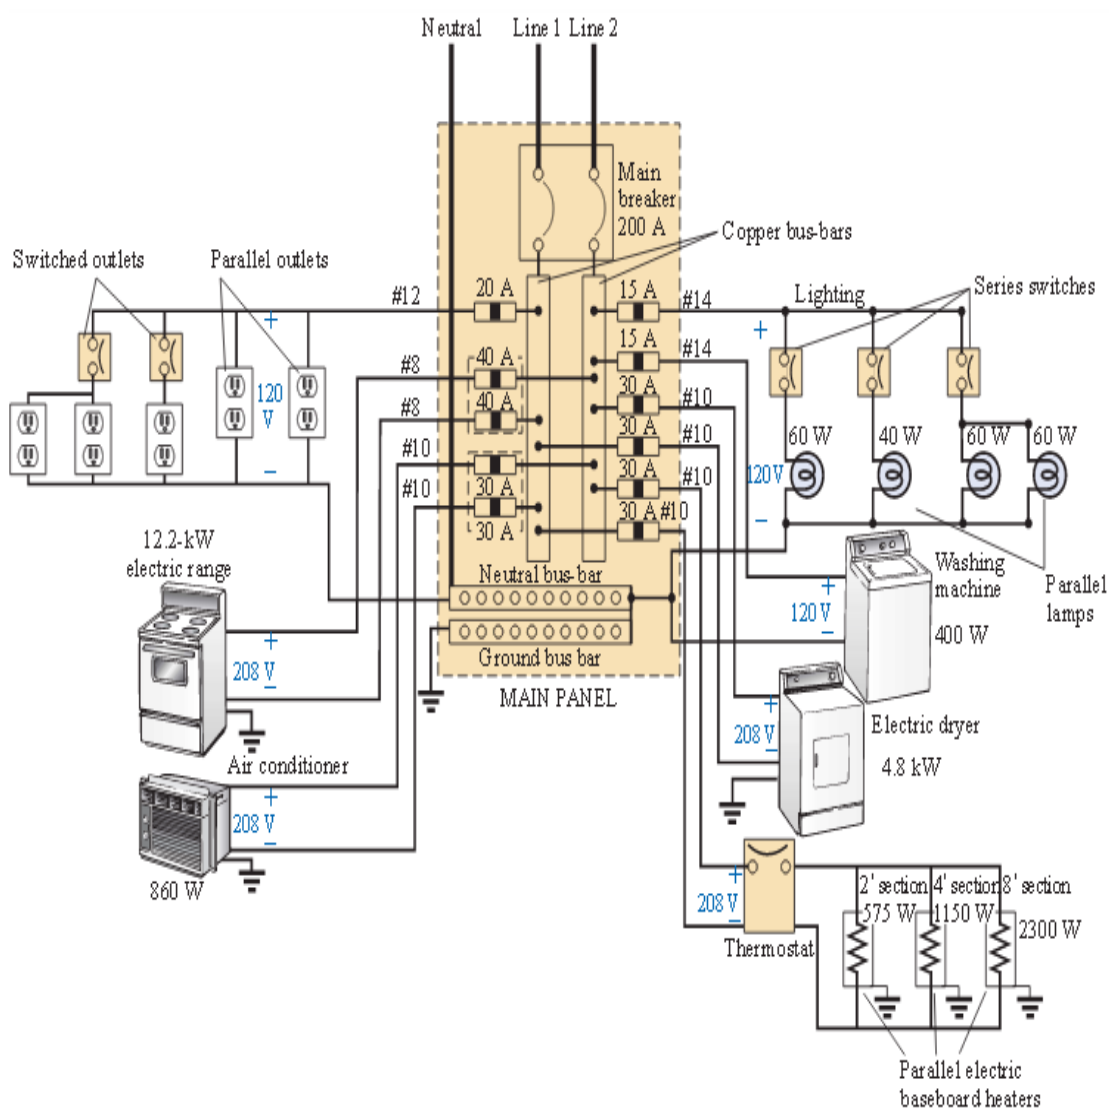 Neutral
Line 1
Line 2
Main
breaker
200 A
Copper bus-bars
Switched outlets
Parallel outlets
#12
20 A
15 A
#14
Lighting
Series switches
+
+
15 A
#14
#8
40 A
30 A
#10
120
V
#8
40 A
30 A
#10
60 W
40 W
60 W
60 W
#10
30 A
#10
120 V
–
#10
30 A
30 A
#10
–
30 A
12.2-kW
electric range
Neutral bus-bar
Washing
machine
Parallel
lamps
+
120 V
–
400 W
+
208 V
–
Ground bus bar
MAIN PANEL
+
208 V
–
Electric dryer
4.8 kW
Air conditioner
+
208 V
–
860 W
+
208 V
–
2' section
4' section
8' section
575 W
1150 W
2300 W
Thermostat
Parallel electric
baseboard heaters